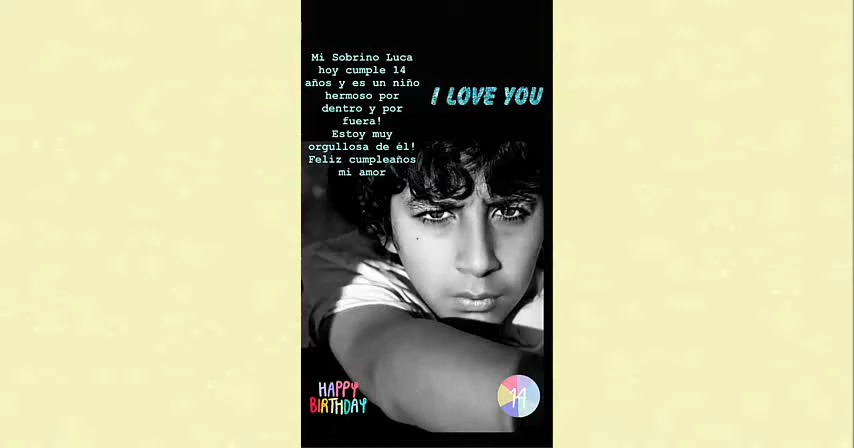 Mi Sobrino Luca
hoy cumple 14
años y es un niño
hermoso por
dentro y por
fuera!
Estoy muy
orgullosa de él!
Feliz cumpleaños
mi amor
I LOVE YOU
HAPPY
BIRTHDAY
14